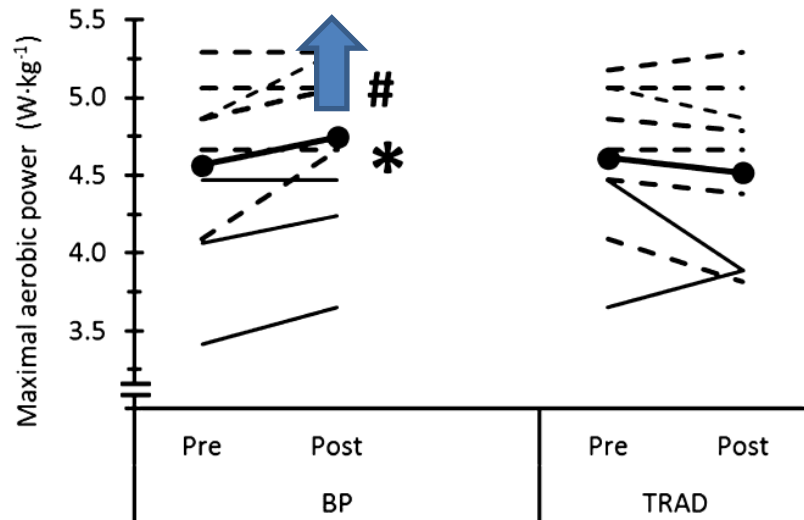 Maximal aerobic power (W·kg⁻¹)
5.5
5.0
4.5
4.0
3.5
#
*
Pre Post Pre Post
BP TRAD